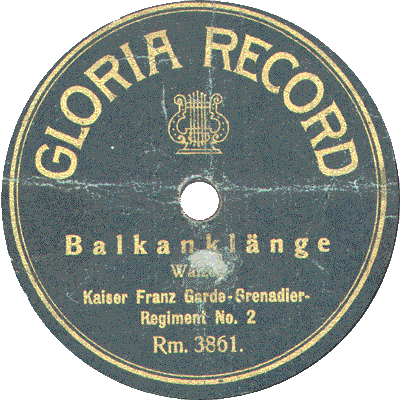 GLORIA RECORD
Balkanklänge
Kaiser Franz Garde-Grenadier-
Regiment No. 2
Rm. 3861.